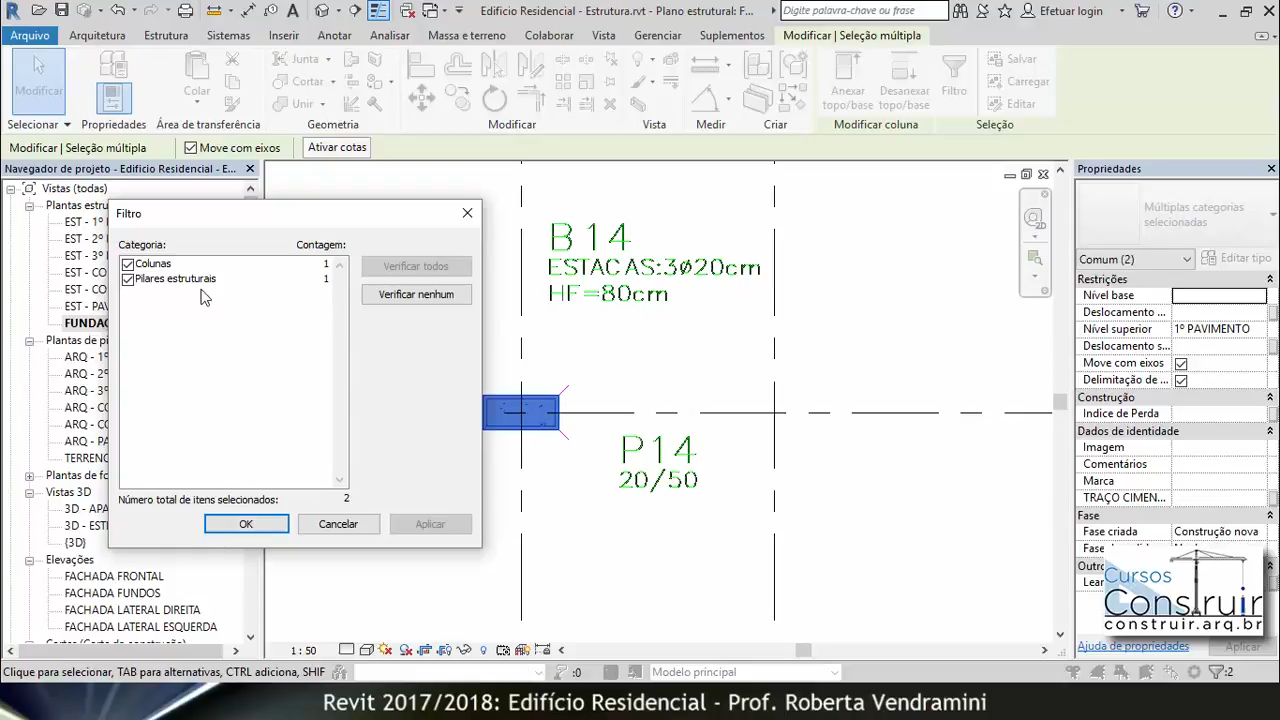 Edificio Residencial - Estrutura.rvt - Plano estrutural: F...
Digite palavra-chave ou frase
Efetuar login
Arquivo
Arquitetura
Estrutura
Sistemas
Inserir
Anotar
Analisar
Massa e terreno
Colaborar
Vista
Gerenciar
Suplementos
Modificar | Seleção múltipla
Modificar
Colar
Junta
Cortar
Unir
Anexar topo/base
Desanexar topo/base
Filtro
Salvar
Carregar
Editar
Selecionar
Propriedades
Área de transferência
Geometria
Modificar
Vista
Medir
Criar
Modificar coluna
Seleção
Modificar | Seleção múltipla
Move com eixos
Ativar cotas
Navegador de projeto - Edificio Residencial - E...
Vistas (todas)
Plantas estru
EST - 1º
EST - 2º
EST - 3º
EST - CO
EST - CO
EST - PAV
FUNDAÇ
Plantas de pi
ARQ - 1º
ARQ - 2º
ARQ - 3º
ARQ - CO
ARQ - CO
ARQ - PA
TERRENO
Plantas de fo
Vistas 3D
3D - APA
3D - EST
{3D}
Elevações
FACHADA FRONTAL
FACHADA FUNDOS
FACHADA LATERAL DIREITA
FACHADA LATERAL ESQUERDA
Filtro
Categoria:
Contagem:
Colunas 1
Pilares estruturais 1
Verificar todos
Verificar nenhum
Número total de itens selecionados: 2
OK
Cancelar
Aplicar
B14
ESTACAS:3ø20cm
HF=80cm
P14
20/50
2D
Propriedades
Múltiplas categorias selecionadas
Comum (2)
Editar tipo
Restrições
Nível base
Deslocamento ...
Nível superior 1º PAVIMENTO
Deslocamento s...
Move com eixos
Delimitação de ...
Construção
Indice de Perda
Dados de identidade
Imagem
Comentários
Marca
TRAÇO CIMEN...
Fase
Fase criada Construção nova
Outro
Lear
Cursos
Construir
construir.arq.br
Ajuda de propriedades
Aplicar
1 : 50
Clique para selecionar, TAB para alternativas, CTRL adiciona, SHIF
:0
Modelo principal
:2
Revit 2017/2018: Edifício Residencial - Prof. Roberta Vendramini